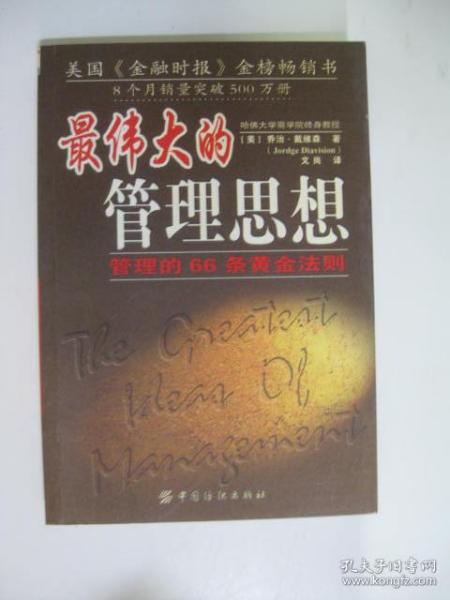 美国《金融时报》金榜畅销书
8个月销量突破500万册
哈佛大学商学院终身教授
[美] 乔治·戴维森 著
(Jordge Diavision)
文岗 译
最伟大的
管理思想
管理的 66 条黄金法则
The Greatest
Ideas Of
Management
中国纺织出版社
孔夫子旧书网
www.kongfz.com